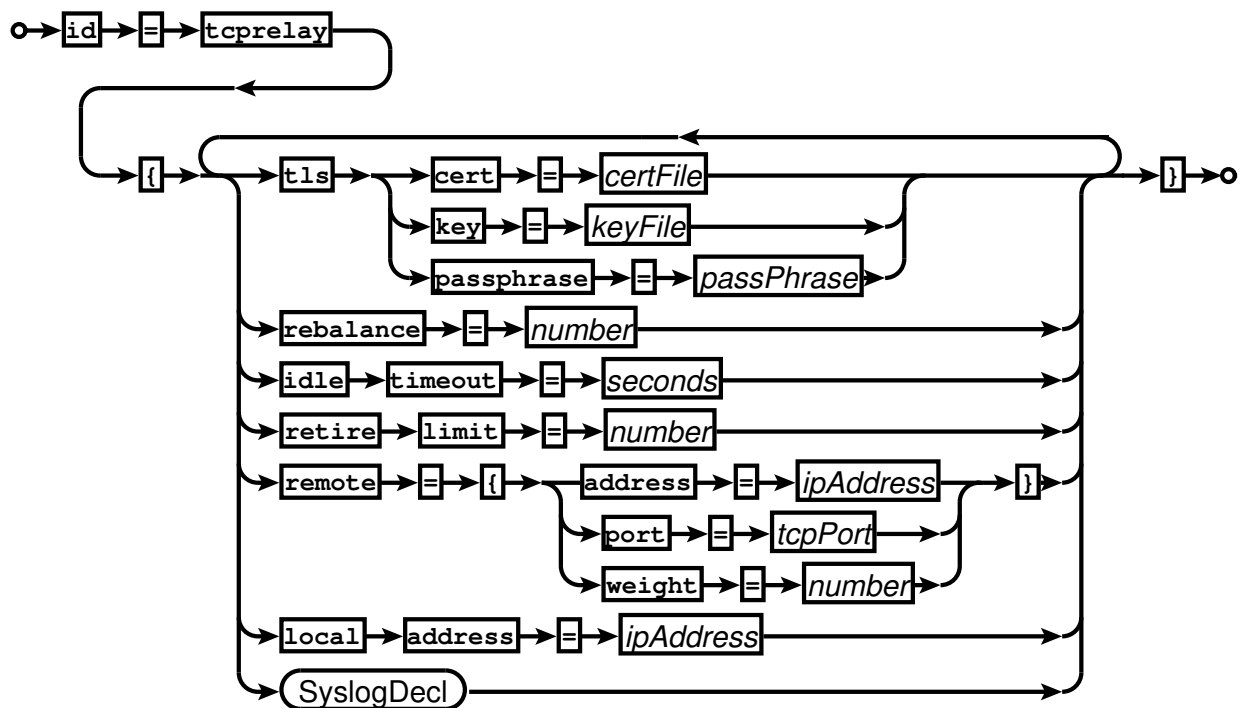 id = tcprelay
{ tls cert = certFile }
key = keyFile
passphrase = passPhrase
rebalance = number
idle timeout = seconds
retire limit = number
remote = { address = ipAddress }
port = tcpPort
weight = number
local address = ipAddress
SyslogDecl